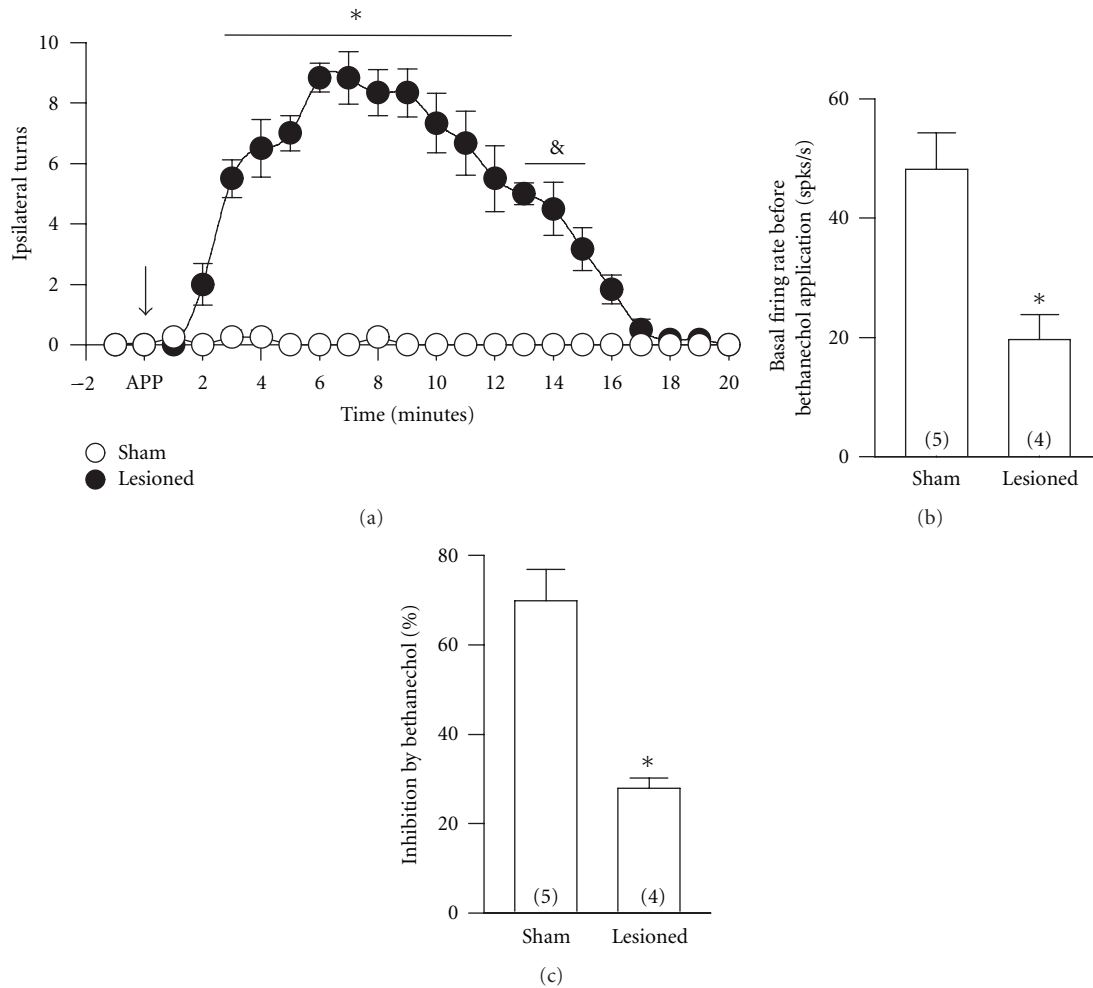 *
10
8
6
4
2
0
Ipsilateral turns
&
−2 APP 2 4 6 8 10 12 14 16 18 20
Time (minutes)
Sham
Lesioned
(a)
60
40
20
0
Basal firing rate before
bethanechol application (spks/s)
*
(5) (4)
Sham Lesioned
(b)
80
60
40
20
0
Inhibition by bethanechol (%)
*
(5) (4)
Sham Lesioned
(c)